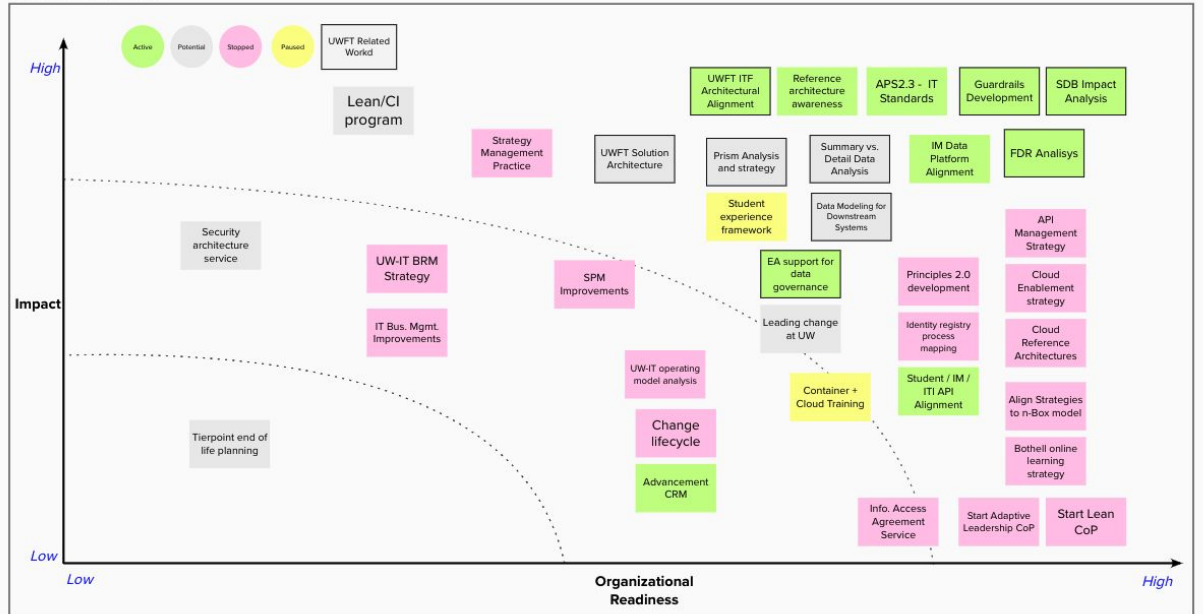 Active
Potential
Stopped
Paused
UWFT Related
Workd
High
Impact
Low
Low
Organizational
Readiness
High
Lean/CI
program
Strategy
Management
Practice
UWFT Solution
Architecture
UWFT ITF
Architectural
Alignment
Reference
architecture
awareness
APS2.3 - IT
Standards
Guardrails
Development
SDB Impact
Analysis
Prism Analysis
and strategy
Summary vs.
Detail Data
Analysis
IM Data
Platform
Alignment
FDR Analisys
Student
experience
framework
Data Modeling for
Downstream
Systems
API
Management
Strategy
Security
architecture
service
UW-IT BRM
Strategy
SPM
Improvements
EA support for
data
governance
Principles 2.0
development
Cloud
Enablement
strategy
IT Bus. Mgmt.
Improvements
Leading change
at UW
Identity registry
process
mapping
Cloud
Reference
Architectures
UW-IT operating
model analysis
Container +
Cloud Training
Student / IM /
ITI API
Alignment
Align Strategies
to n-Box model
Tierpoint end of
life planning
Change
lifecycle
Bothell online
learning
strategy
Advancement
CRM
Info. Access
Agreement
Service
Start Adaptive
Leadership CoP
Start Lean
CoP